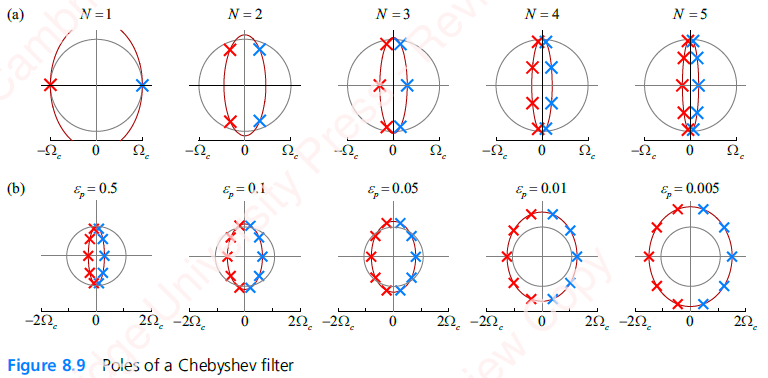 (a) N = 1 N = 2 N = 3 N = 4 N = 5
−Ω_c 0 Ω_c −Ω_c 0 Ω_c −Ω_c 0 Ω_c −Ω_c 0 Ω_c −Ω_c 0 Ω_c
(b) ε_p = 0.5 ε_p = 0.1 ε_p = 0.05 ε_p = 0.01 ε_p = 0.005
−2Ω_c 0 2Ω_c −2Ω_c 0 2Ω_c −2Ω_c 0 2Ω_c −2Ω_c 0 2Ω_c −2Ω_c 0 2Ω_c
Figure 8.9 Poles of a Chebyshev filter